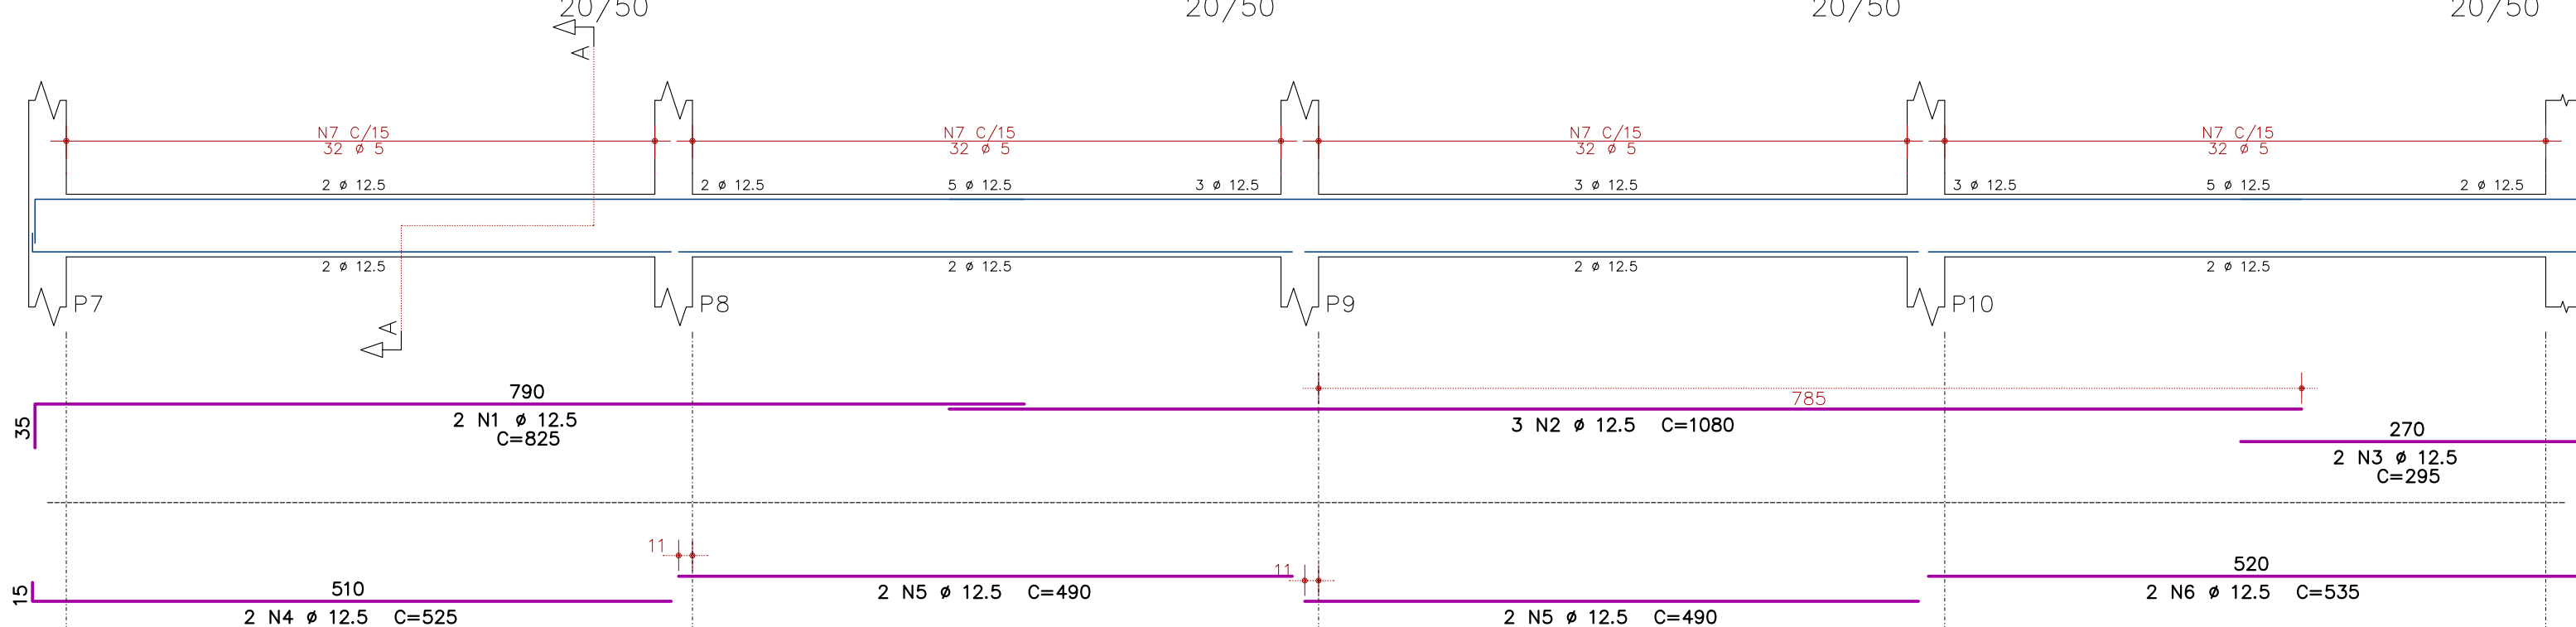 20/50 20/50 20/50 20/50
A
N7 C/15 N7 C/15 N7 C/15 N7 C/15
32 ø 5 32 ø 5 32 ø 5 32 ø 5
2 ø 12.5 2 ø 12.5 5 ø 12.5 3 ø 12.5 3 ø 12.5 3 ø 12.5 5 ø 12.5 2 ø 12.5
2 ø 12.5 2 ø 12.5 2 ø 12.5 2 ø 12.5
P7 P8 P9 P10
A
790 785
35 2 N1 ø 12.5 3 N2 ø 12.5 C=1080
C=825
270
2 N3 ø 12.5
C=295
11 11
510 520
15 2 N5 ø 12.5 C=490 2 N6 ø 12.5 C=535
2 N4 ø 12.5 C=525 2 N5 ø 12.5 C=490